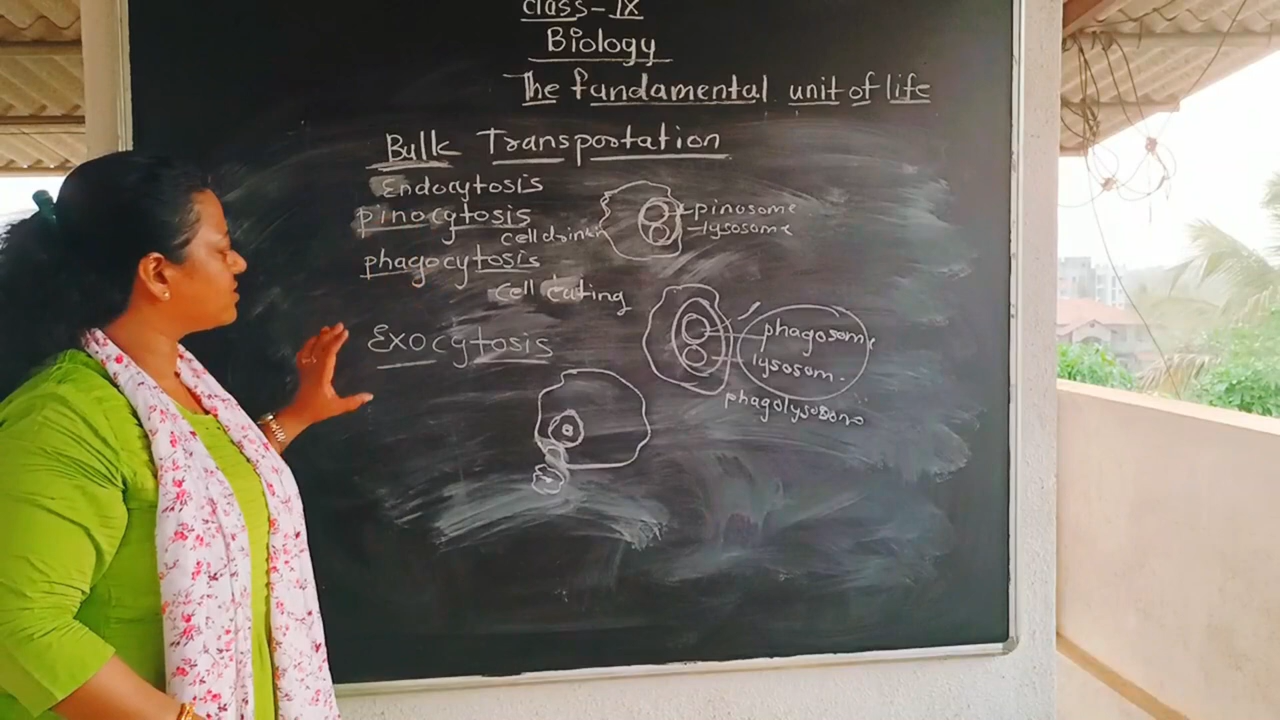 class-IX
Biology
The fundamental unit of life
Bulk Transportation
Endocytosis
pinocytosis
cell drinkin
pinosome
lysosome
phagocytosis
cell eating
Exocytosis
phagosome
lysosom.
phagolysosome